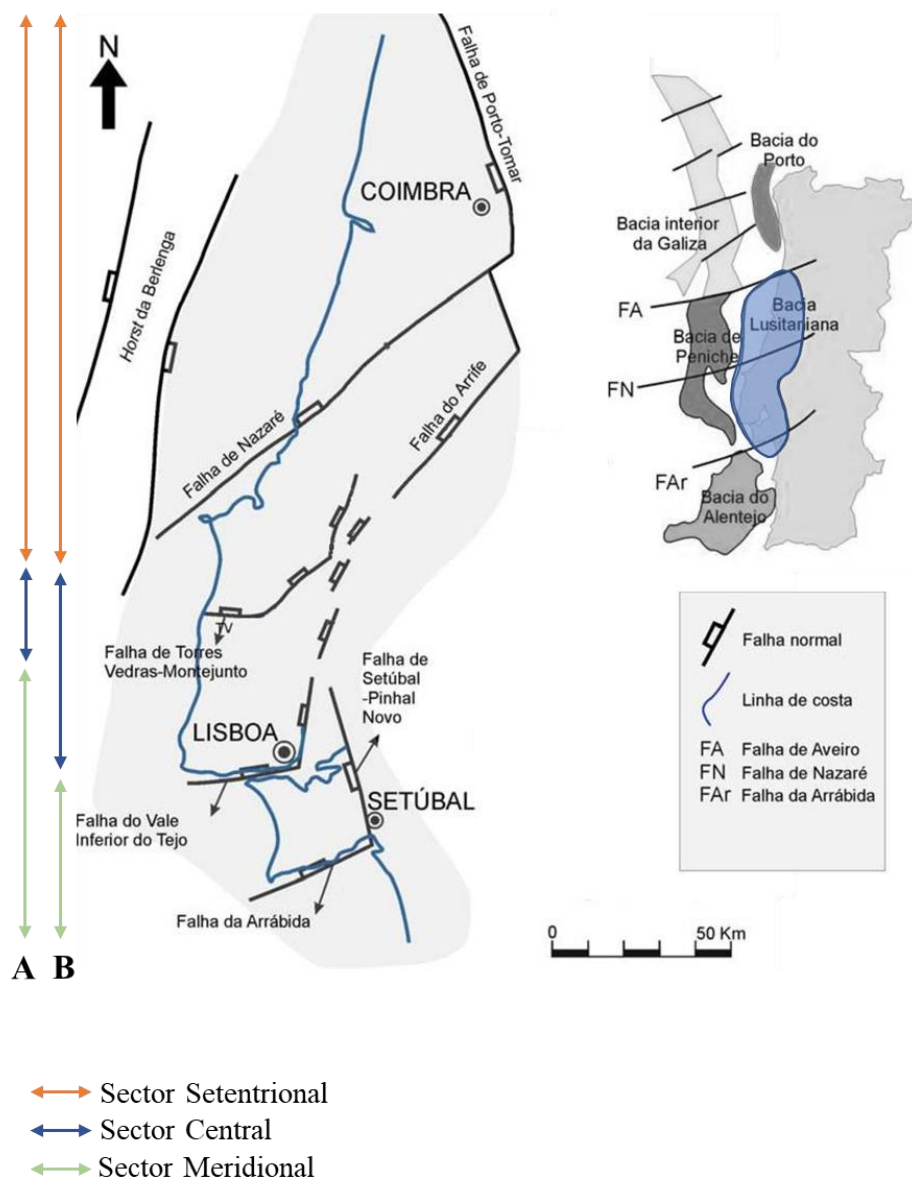 N
Falha de Porto-Tomar
COIMBRA
Horst da Berlenga
Falha de Nazaré
Falha do Arrife
TV
Falha de Torres
Vedras-Montejunto
Falha de
Setúbal
-Pinhal
Novo
LISBOA
SETÚBAL
Falha do Vale
Inferior do Tejo
Falha da Arrábida
A B
Bacia do
Porto
Bacia interior
da Galiza
FA
Bacia
Lusitaniana
Bacia de
Peniche
FN
FAr
Bacia do
Alentejo
Falha normal
Linha de costa
FA Falha de Aveiro
FN Falha de Nazaré
FAr Falha da Arrábida
0 50 Km
Sector Setentrional
Sector Central
Sector Meridional